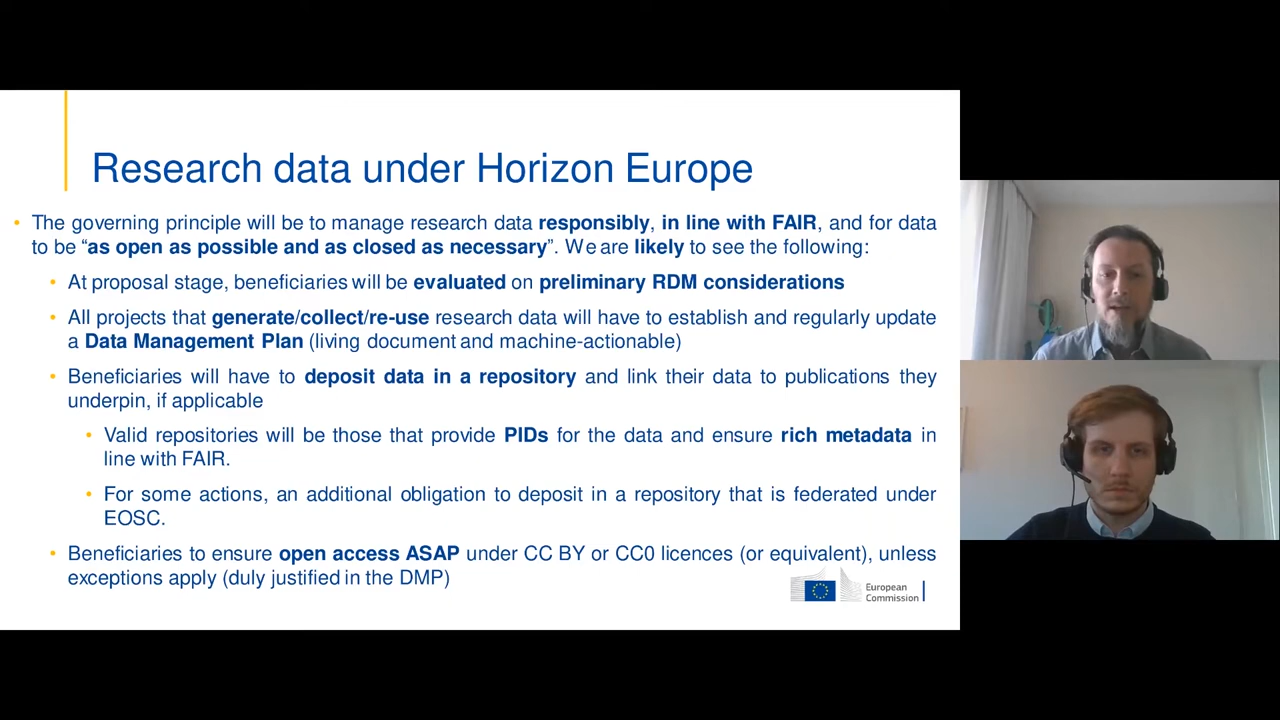 Research data under Horizon Europe
• The governing principle will be to manage research data responsibly, in line with FAIR, and for data
to be “as open as possible and as closed as necessary”. We are likely to see the following:
• At proposal stage, beneficiaries will be evaluated on preliminary RDM considerations
• All projects that generate/collect/re-use research data will have to establish and regularly update
a Data Management Plan (living document and machine-actionable)
• Beneficiaries will have to deposit data in a repository and link their data to publications they
underpin, if applicable
• Valid repositories will be those that provide PIDs for the data and ensure rich metadata in
line with FAIR.
• For some actions, an additional obligation to deposit in a repository that is federated under
EOSC.
• Beneficiaries to ensure open access ASAP under CC BY or CC0 licences (or equivalent), unless
exceptions apply (duly justified in the DMP)
European
Commission